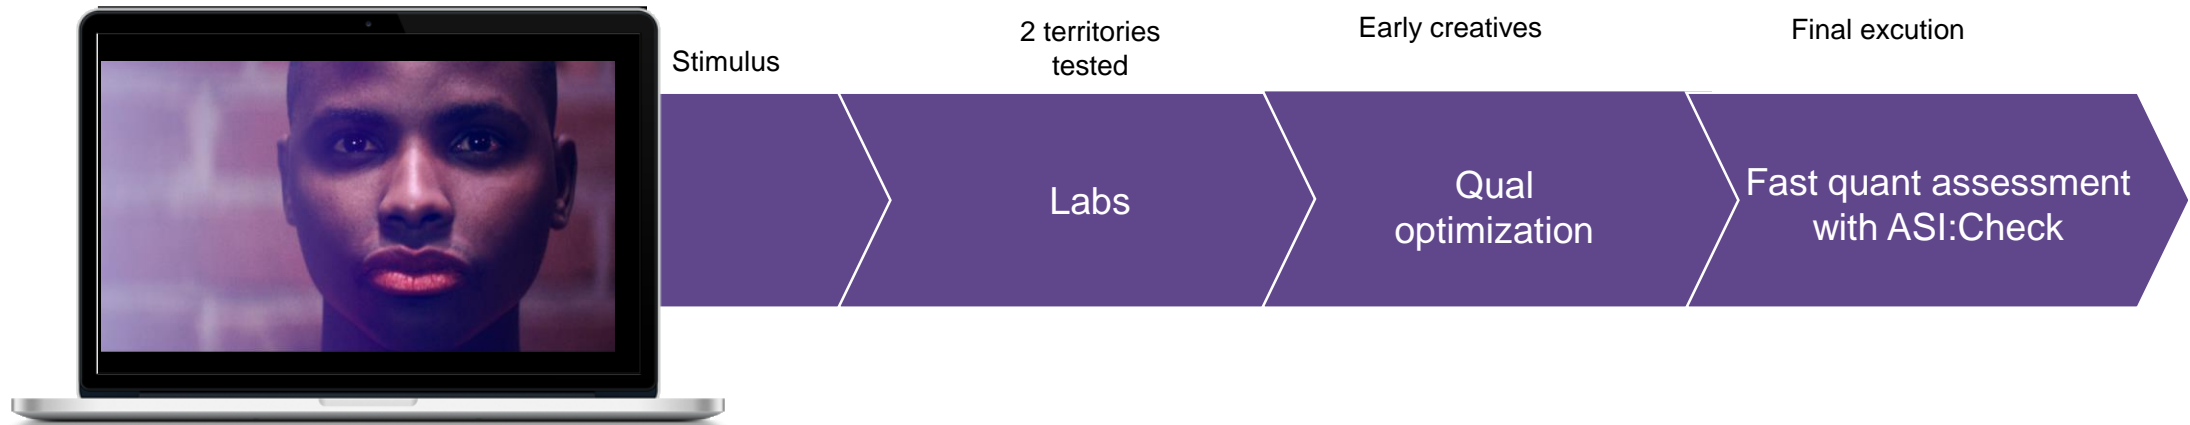 Stimulus
2 territories
tested
Early creatives
Final excution
Labs
Qual
optimization
Fast quant assessment
with ASI:Check